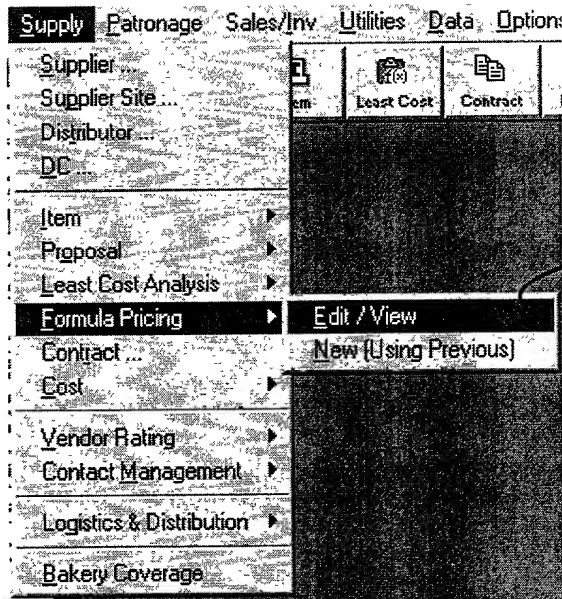 Supply Patronage Sales/Inv Utilities Data Options
Supplier ...
Supplier Site ...
Distributor ...
DC ...
Least Cost
Contract
Item
Proposal
Least Cost Analysis
Formula Pricing
Edit / View
New (Using Previous)
Contract ...
Cost
Vendor Rating
Contact Management
Logistics & Distribution
Bakery Coverage